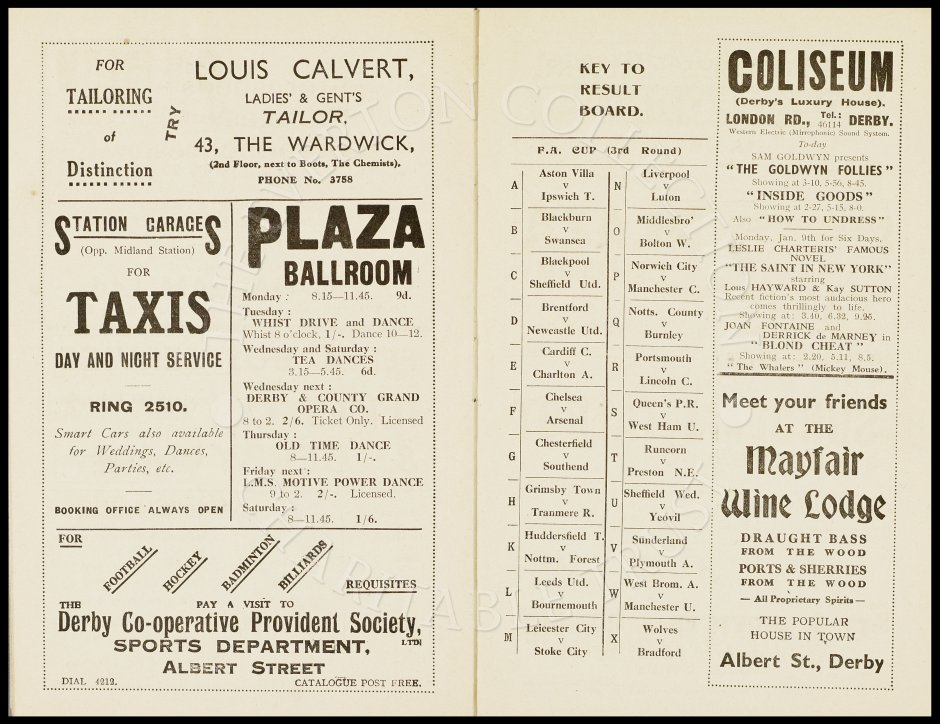 FOR
TAILORING
of
Distinction
TRY
LOUIS CALVERT,
LADIES' & GENT'S
TAILOR,
43, THE WARDWICK,
(2nd Floor, next to Boots, The Chemists).
PHONE No. 3758
STATION GARAGES
(Opp. Midland Station)
FOR
TAXIS
DAY AND NIGHT SERVICE
RING 2510.
Smart Cars also available
for Weddings, Dances,
Parties, etc.
BOOKING OFFICE ALWAYS OPEN
PLAZA
BALLROOM
Monday : 8.15—11.45. 9d.
Tuesday :
WHIST DRIVE and DANCE
Whist 8 o'clock, 1/-. Dance 10—12.
Wednesday and Saturday :
TEA DANCES
3.15—5.45. 6d.
Wednesday next :
DERBY & COUNTY GRAND
OPERA CO.
8 to 2. 2/6. Ticket Only. Licensed
Thursday :
OLD TIME DANCE
8—11.45. 1/-.
Friday next :
L.M.S. MOTIVE POWER DANCE
9 to 2. 2/-. Licensed.
Saturday :
8—11.45. 1/6.
FOR
FOOTBALL
HOCKEY
BADMINTON
BILLIARDS
REQUISITES
THE PAY A VISIT TO
Derby Co-operative Provident Society, LTD.
SPORTS DEPARTMENT,
ALBERT STREET
DIAL 4212. CATALOGUE POST FREE.
KEY TO
RESULT
BOARD.
F.A. CUP (3rd Round)
A Aston Villa v Ipswich T.
B Blackburn v Swansea
C Blackpool v Sheffield Utd.
D Brentford v Newcastle Utd.
E Cardiff C. v Charlton A.
F Chelsea v Arsenal
G Chesterfield v Southend
H Grimsby Town v Tranmere R.
K Huddersfield T. v Nottm. Forest
L Leeds Utd. v Bournemouth
M Leicester City v Stoke City
N Liverpool v Luton
O Middlesbro' v Bolton W.
P Norwich City v Manchester C.
Q Notts. County v Burnley
R Portsmouth v Lincoln C.
S Queen's P.R. v West Ham U.
T Runcorn v Preston N.E.
U Sheffield Wed. v Yeovil
V Sunderland v Plymouth A.
W West Brom. A. v Manchester U.
X Wolves v Bradford
COLISEUM
(Derby's Luxury House).
LONDON RD., Tel.: 46114 DERBY.
Western Electric (Mirrophonic) Sound System.
To-day
SAM GOLDWYN presents
"THE GOLDWYN FOLLIES"
Showing at 3-10, 5-56, 8-45.
"INSIDE GOODS"
Showing at 2-27, 5-15, 8-0.
Also "HOW TO UNDRESS"
Monday, Jan. 9th for Six Days.
LESLIE CHARTERIS' FAMOUS
NOVEL
"THE SAINT IN NEW YORK"
starring
Louis HAYWARD & Kay SUTTON
Recent fiction's most audacious hero
comes thrillingly to life.
Showing at: 3.40, 6.32, 9.25.
JOAN FONTAINE and
DERRICK de MARNEY in
"BLOND CHEAT"
Showing at: 2.20, 5.11, 8.5.
"The Whalers" (Mickey Mouse).
Meet your friends
AT THE
Mayfair
Wine Lodge
DRAUGHT BASS
FROM THE WOOD
PORTS & SHERRIES
FROM THE WOOD
— All Proprietary Spirits —
THE POPULAR
HOUSE IN TOWN
Albert St., Derby